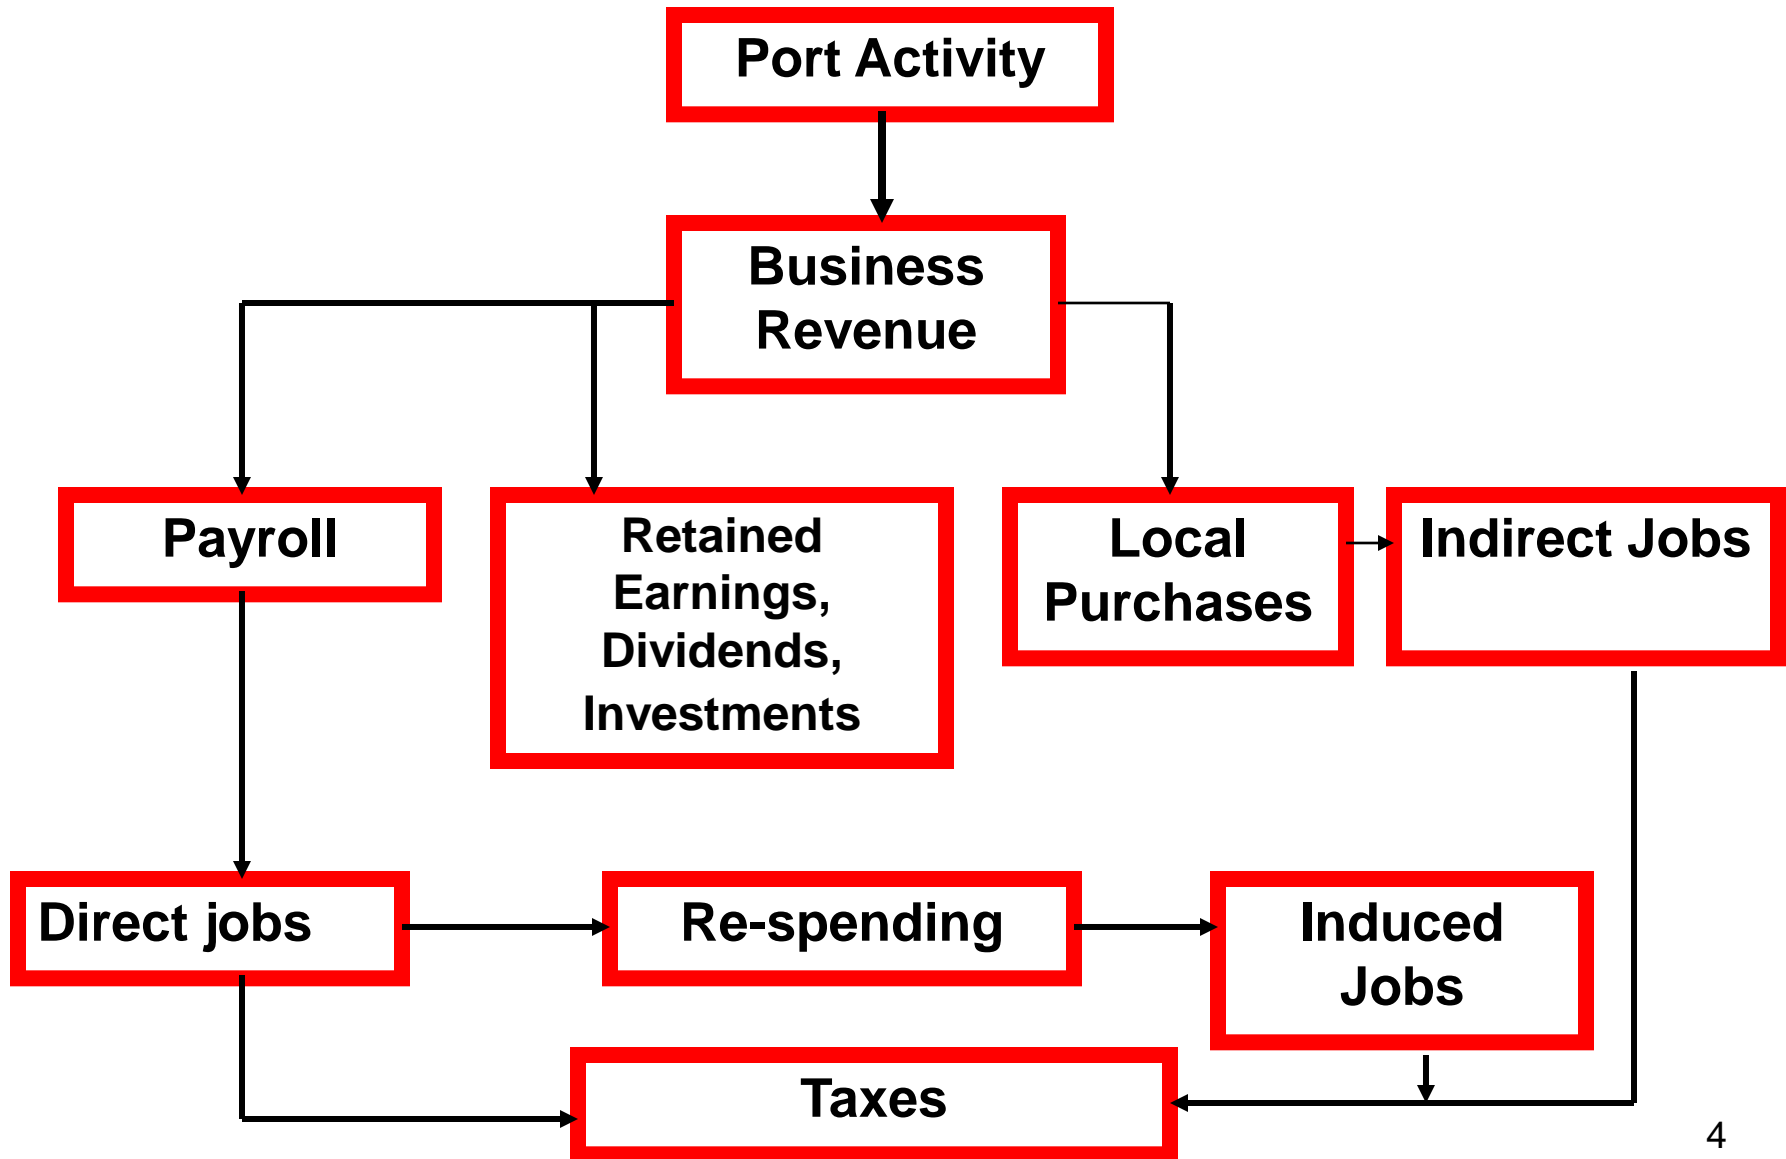 Port Activity
Business
Revenue
Payroll
Retained
Earnings,
Dividends,
Investments
Local
Purchases
Indirect Jobs
Direct jobs
Re-spending
Induced
Jobs
Taxes
4